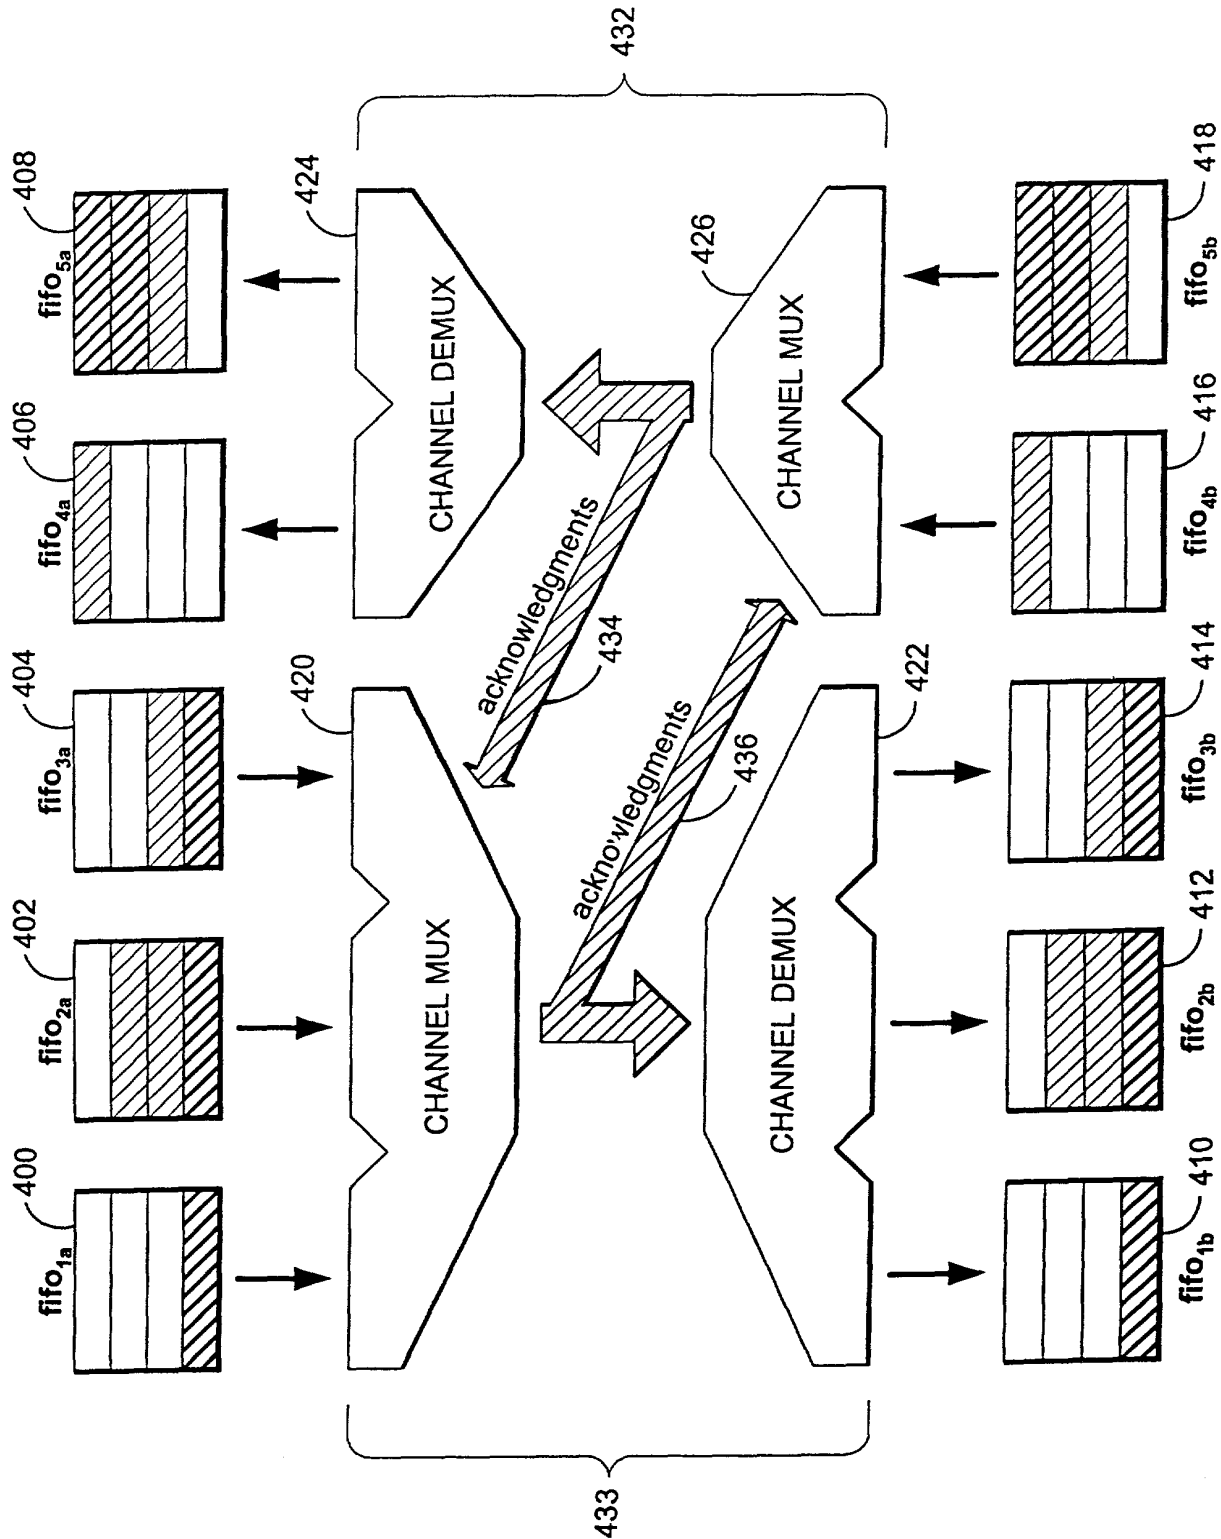 400
402
404
406
408
fifo1a
fifo2a
fifo3a
fifo4a
fifo5a
420
424
CHANNEL MUX
CHANNEL DEMUX
acknowledgments
434
433
432
acknowledgments
436
CHANNEL DEMUX
CHANNEL MUX
422
426
410
412
414
416
418
fifo1b
fifo2b
fifo3b
fifo4b
fifo5b